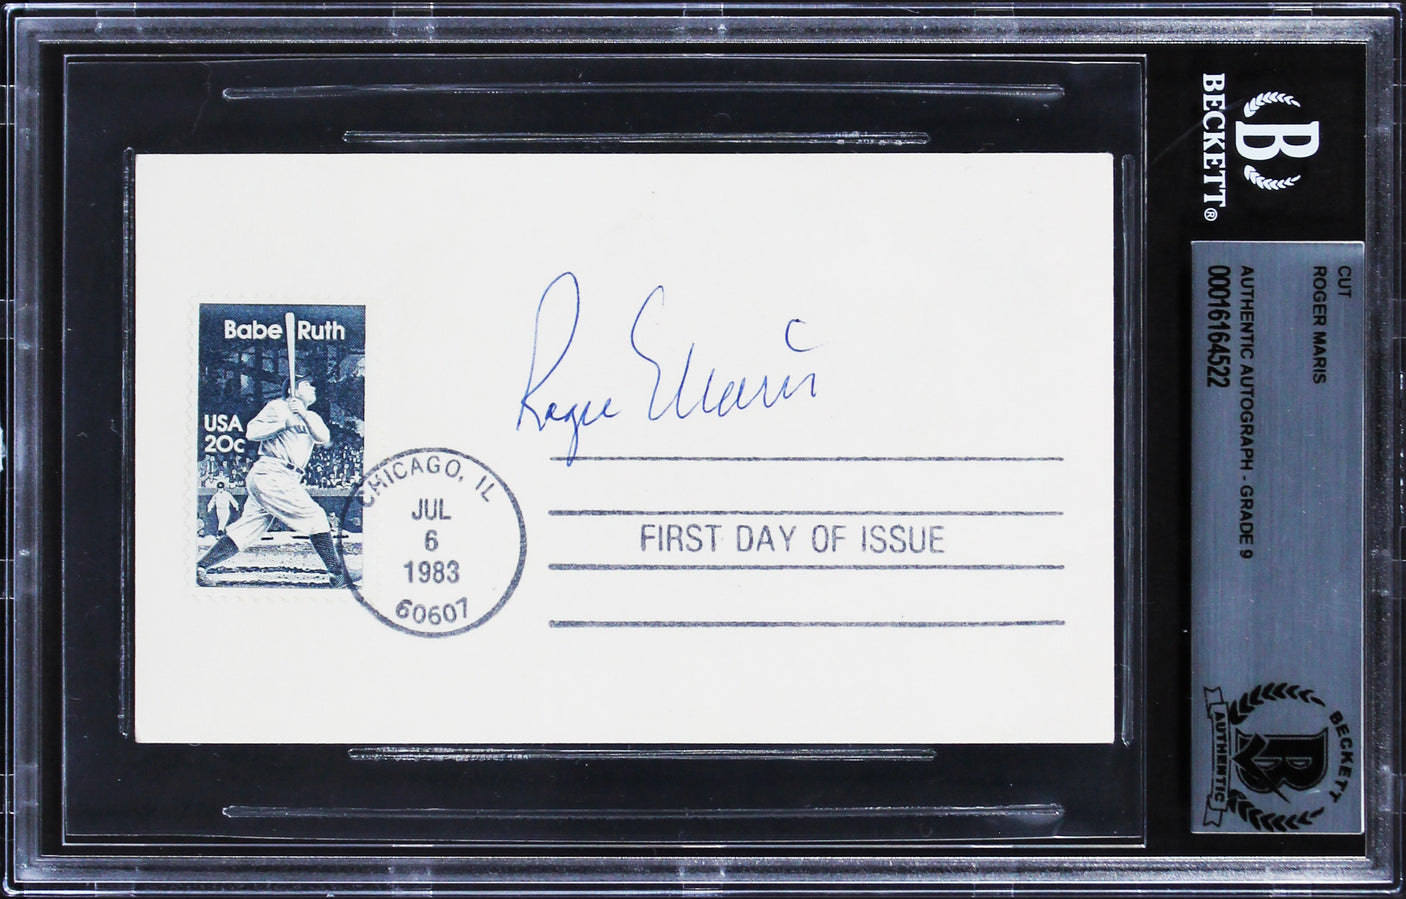 Babe Ruth
USA
20c
Roger Maris
CHICAGO, IL
JUL
6
1983
60607
FIRST DAY OF ISSUE
B
BECKETT®
CUT
ROGER MARIS
AUTHENTIC AUTOGRAPH - GRADE 9
00016164522
BECKETT
B
AUTHENTIC